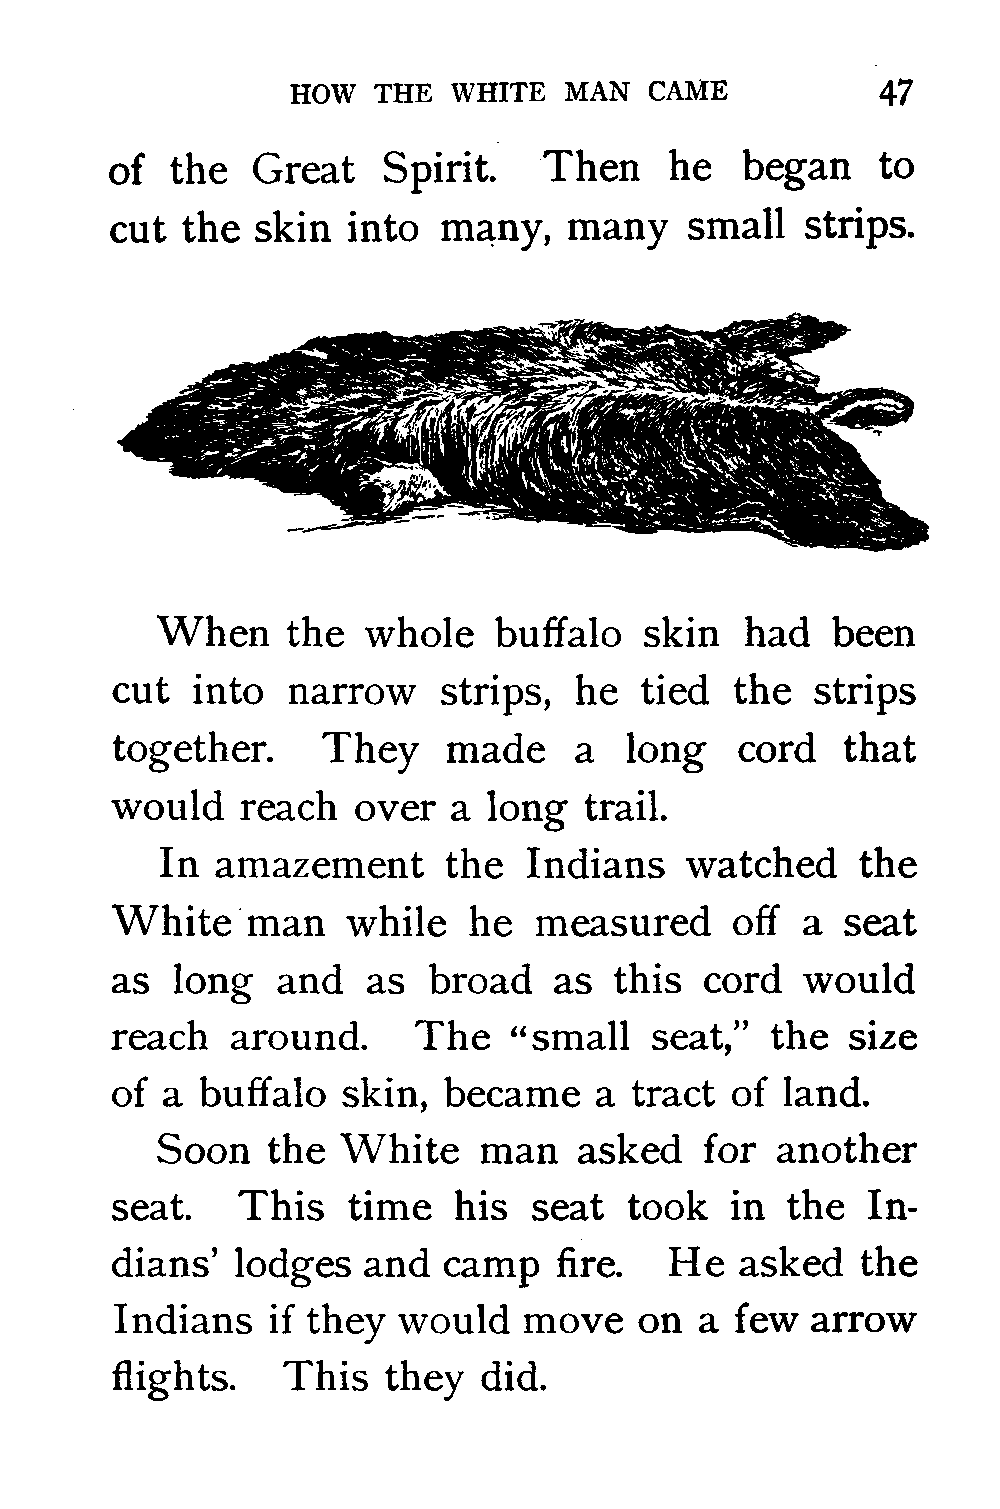 HOW THE WHITE MAN CAME 47
of the Great Spirit. Then he began to
cut the skin into many, many small strips.
When the whole buffalo skin had been
cut into narrow strips, he tied the strips
together. They made a long cord that
would reach over a long trail.
In amazement the Indians watched the
White man while he measured off a seat
as long and as broad as this cord would
reach around. The “small seat,” the size
of a buffalo skin, became a tract of land.
Soon the White man asked for another
seat. This time his seat took in the In-
dians’ lodges and camp fire. He asked the
Indians if they would move on a few arrow
flights. This they did.